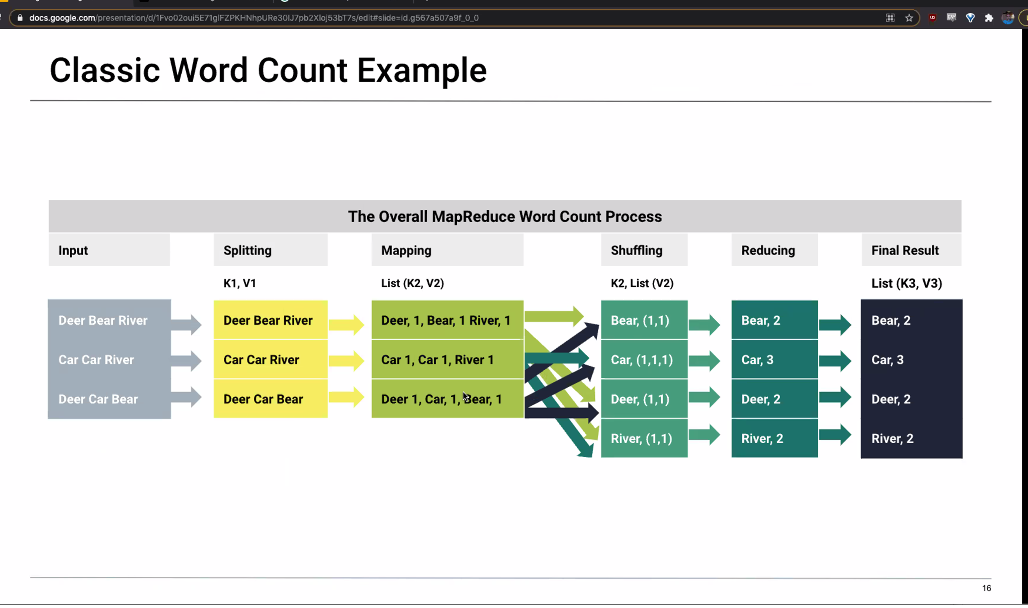 docs.google.com/presentation/d/1Fvo02oui5E71glFZPKHNhpURe30IJ7pb2Xloj53bT7s/edit#slide=id.g567a507a9f_0_0
Classic Word Count Example
The Overall MapReduce Word Count Process
Input Splitting Mapping Shuffling Reducing Final Result
K1, V1 List (K2, V2) K2, List (V2) List (K3, V3)
Deer Bear River Deer Bear River Deer, 1, Bear, 1 River, 1 Bear, (1,1) Bear, 2 Bear, 2
Car Car River Car Car River Car 1, Car 1, River 1 Car, (1,1,1) Car, 3 Car, 3
Deer Car Bear Deer Car Bear Deer 1, Car, 1, Bear, 1 Deer, (1,1) Deer, 2 Deer, 2
River, (1,1) River, 2 River, 2
16